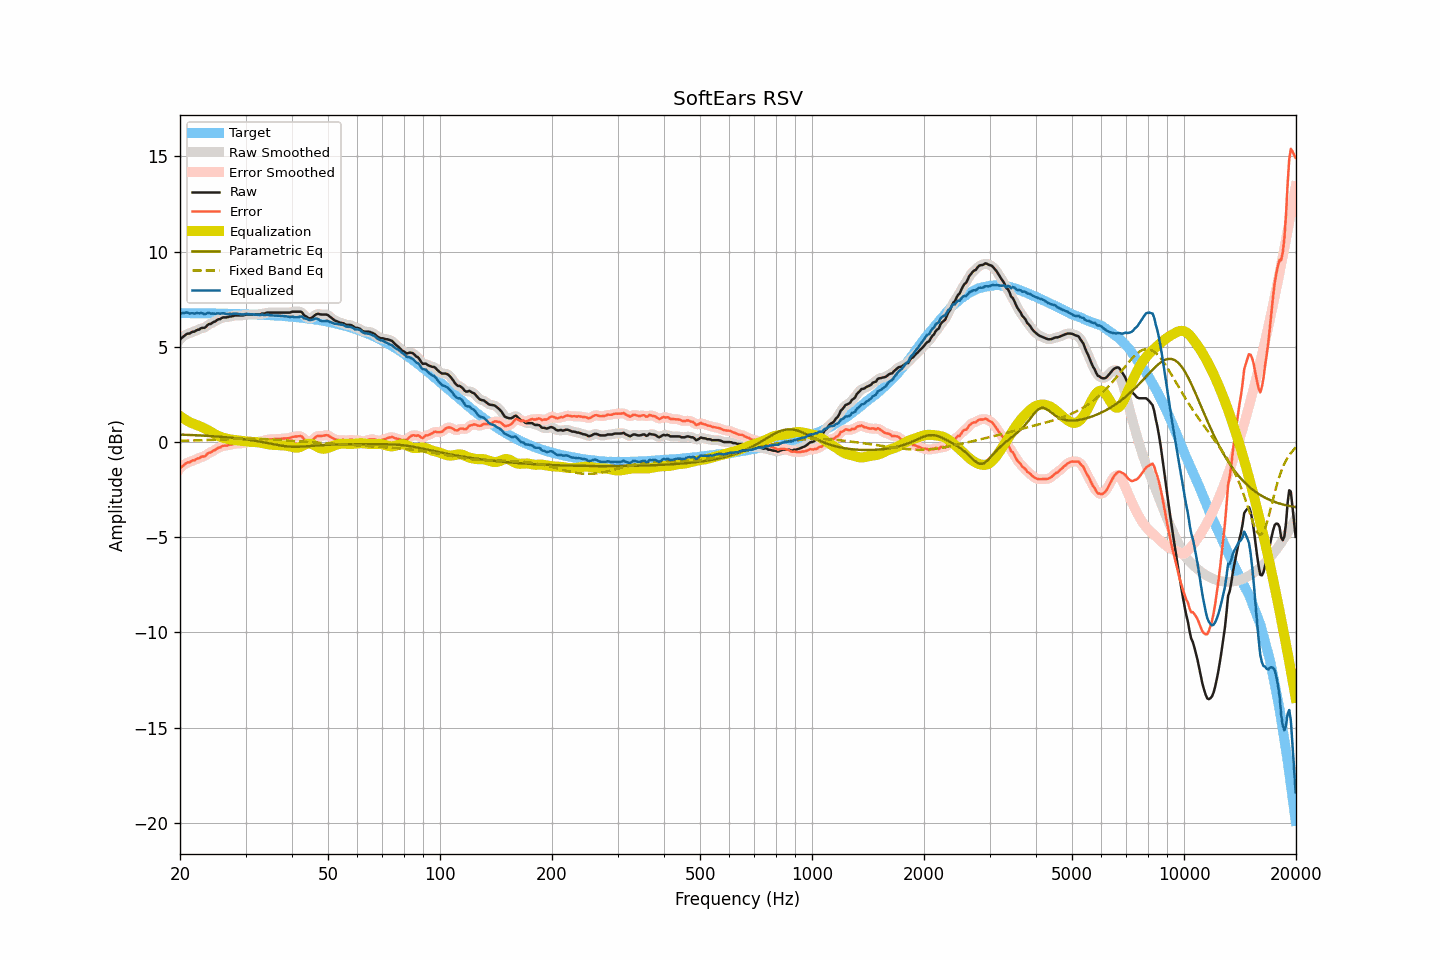 SoftEars RSV
Target
Raw Smoothed
Error Smoothed
Raw
Error
Equalization
Parametric Eq
Fixed Band Eq
Equalized
15
10
5
0
−5
−10
−15
−20
Amplitude (dBr)
20 50 100 200 500 1000 2000 5000 10000 20000
Frequency (Hz)